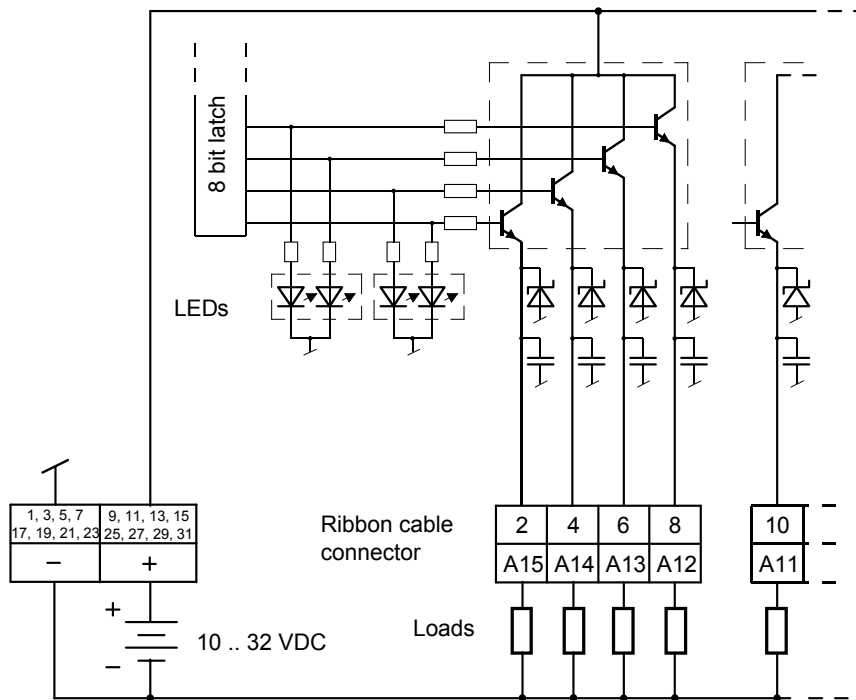 8 bit latch
LEDs
1, 3, 5, 7
17, 19, 21, 23
9, 11, 13, 15
25, 27, 29, 31
−
+
Ribbon cable
connector
2 4 6 8 10
A15 A14 A13 A12 A11
+
−
10 .. 32 VDC
Loads